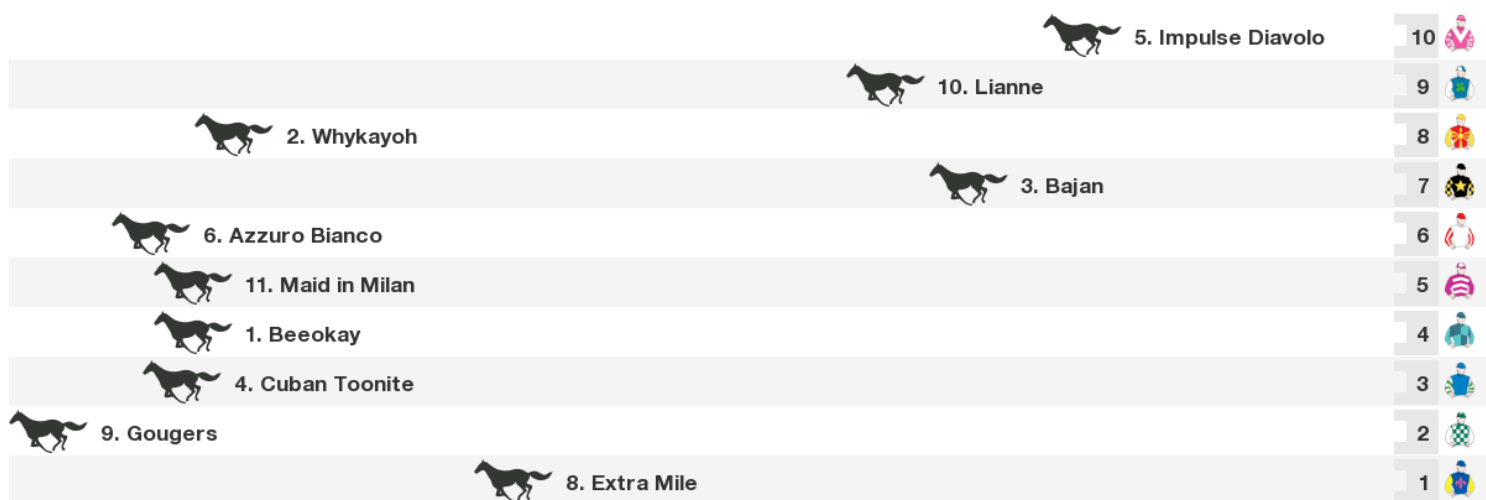 5. Impulse Diavolo 10
10. Lianne 9
2. Whykayoh 8
3. Bajan 7
6. Azzuro Bianco 6
11. Maid in Milan 5
1. Beeokay 4
4. Cuban Toonite 3
9. Gougers 2
8. Extra Mile 1